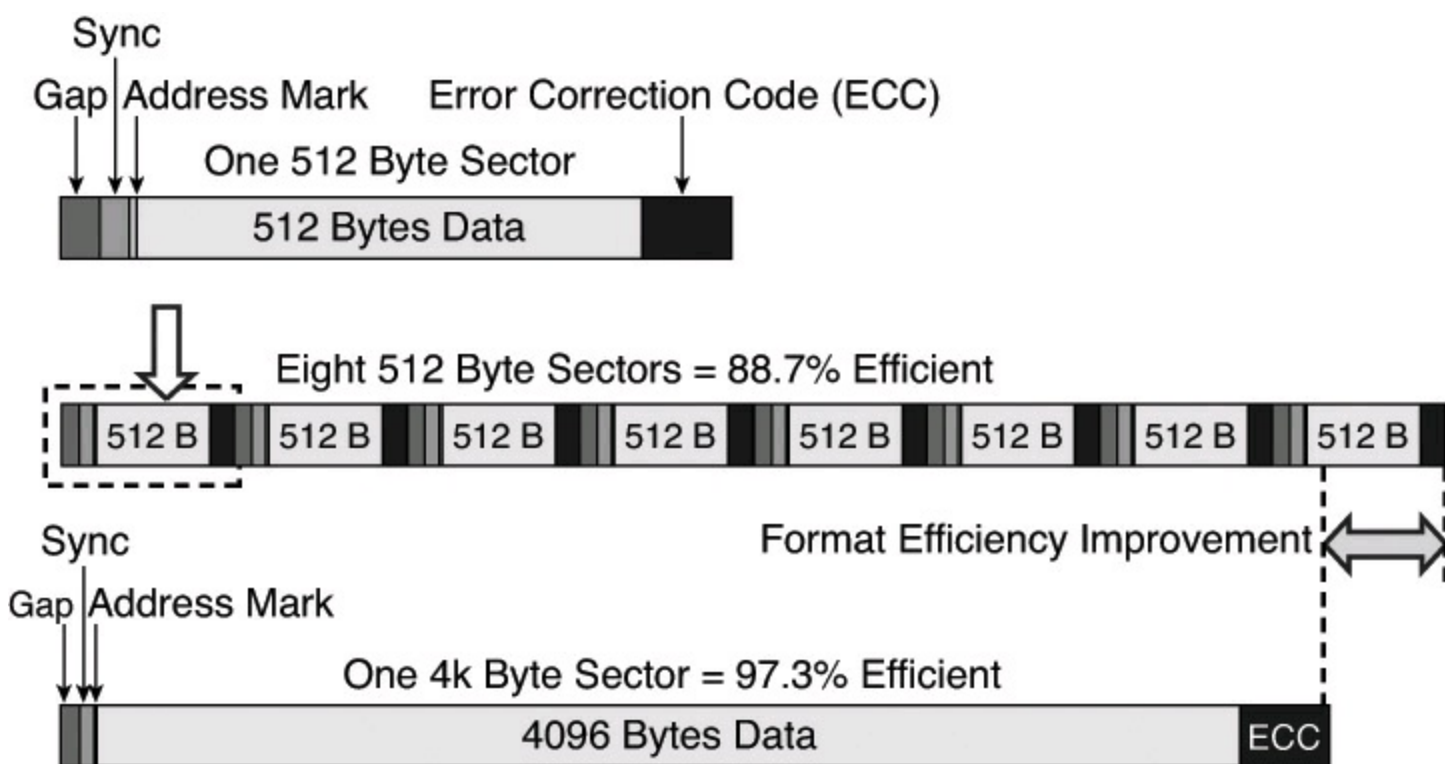 Sync
Gap Address Mark Error Correction Code (ECC)
One 512 Byte Sector
512 Bytes Data
Eight 512 Byte Sectors = 88.7% Efficient
512 B 512 B 512 B 512 B 512 B 512 B 512 B 512 B
Format Efficiency Improvement
Sync
Gap Address Mark
One 4k Byte Sector = 97.3% Efficient
4096 Bytes Data ECC